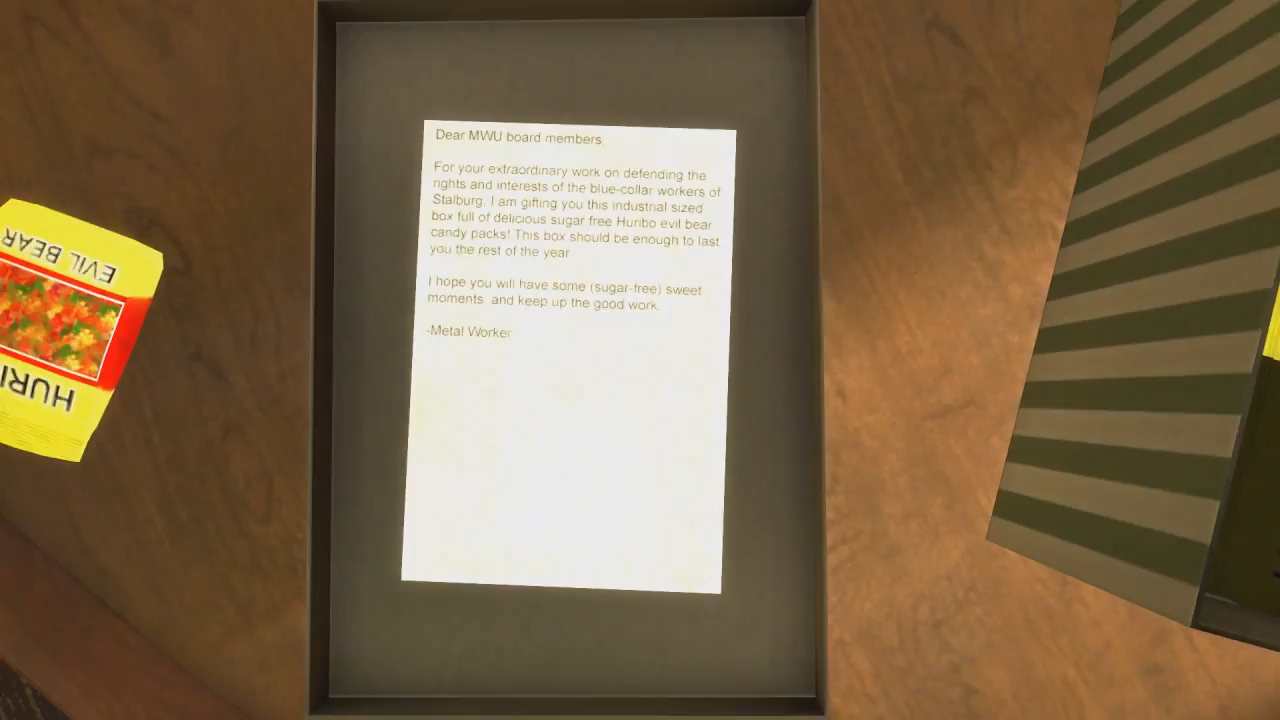 Dear MWU board members,
For your extraordinary work on defending the
rights and interests of the blue-collar workers of
Stalburg, I am gifting you this industrial sized
box full of delicious sugar free Huribo evil bear
candy packs! This box should be enough to last
you the rest of the year
I hope you will have some (sugar-free) sweet
moments, and keep up the good work.
-Metal Worker
EVIL BEAR
HURI